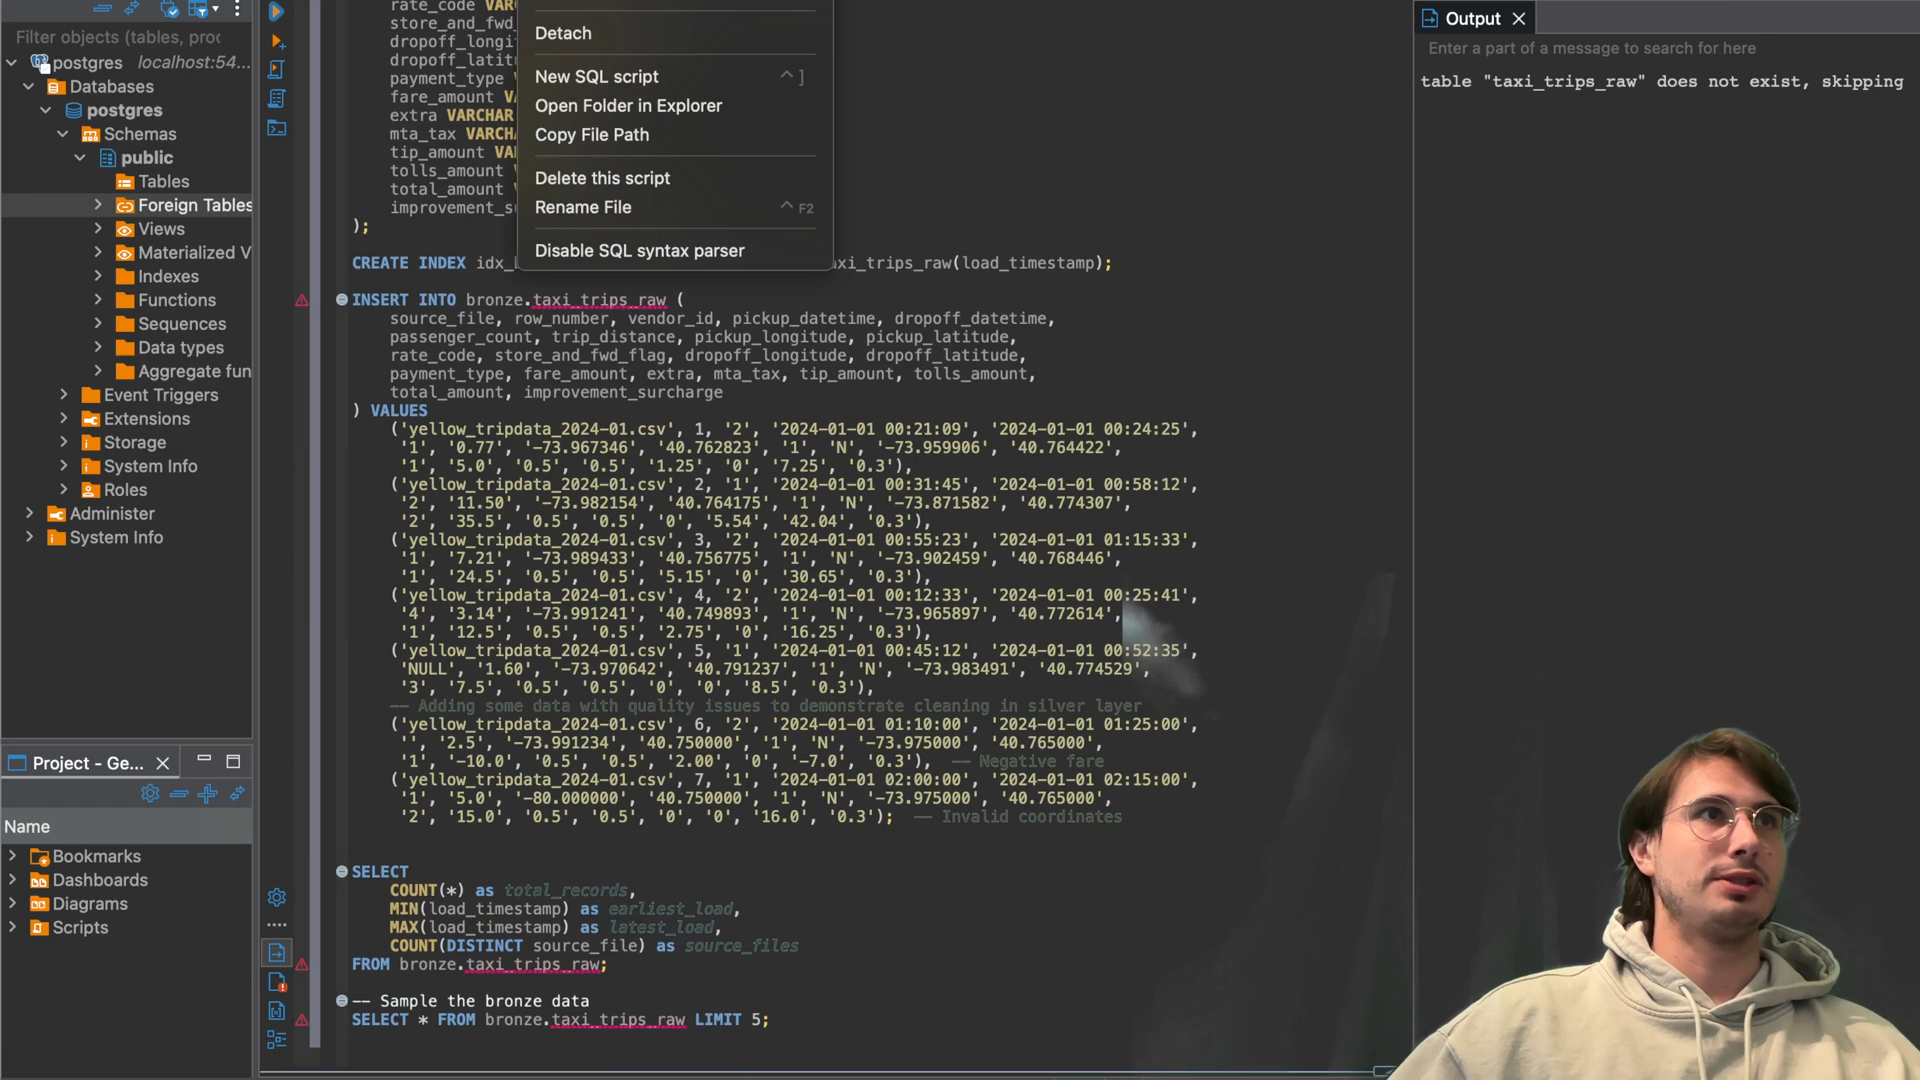 Filter objects (tables, proc
postgres localhost:54...
Databases
postgres
Schemas
public
Tables
Foreign Tables
Views
Materialized V
Indexes
Functions
Sequences
Data types
Aggregate fun
Event Triggers
Extensions
Storage
System Info
Roles
Administer
System Info
Project - Ge...
Name
Bookmarks
Dashboards
Diagrams
Scripts
rate_code VAR
store_and_fwd_
dropoff_longi
dropoff_latit
payment_type
fare_amount VA
extra VARCHAR
mta_tax VARCHA
tip_amount VA
tolls_amount
total_amount
improvement_su
);
Detach
New SQL script ^ ]
Open Folder in Explorer
Copy File Path
Delete this script
Rename File ^ F2
Disable SQL syntax parser
CREATE INDEX idx_ xi_trips_raw(load_timestamp);
INSERT INTO bronze.taxi_trips_raw (
source_file, row_number, vendor_id, pickup_datetime, dropoff_datetime,
passenger_count, trip_distance, pickup_longitude, pickup_latitude,
rate_code, store_and_fwd_flag, dropoff_longitude, dropoff_latitude,
payment_type, fare_amount, extra, mta_tax, tip_amount, tolls_amount,
total_amount, improvement_surcharge
) VALUES
('yellow_tripdata_2024-01.csv', 1, '2', '2024-01-01 00:21:09', '2024-01-01 00:24:25',
'1', '0.77', '-73.967346', '40.762823', '1', 'N', '-73.959906', '40.764422',
'1', '5.0', '0.5', '0.5', '1.25', '0', '7.25', '0.3'),
('yellow_tripdata_2024-01.csv', 2, '1', '2024-01-01 00:31:45', '2024-01-01 00:58:12',
'2', '11.50', '-73.982154', '40.764175', '1', 'N', '-73.871582', '40.774307',
'2', '35.5', '0.5', '0.5', '0', '5.54', '42.04', '0.3'),
('yellow_tripdata_2024-01.csv', 3, '2', '2024-01-01 00:55:23', '2024-01-01 01:15:33',
'1', '7.21', '-73.989433', '40.756775', '1', 'N', '-73.902459', '40.768446',
'1', '24.5', '0.5', '0.5', '5.15', '0', '30.65', '0.3'),
('yellow_tripdata_2024-01.csv', 4, '2', '2024-01-01 00:12:33', '2024-01-01 00:25:41',
'4', '3.14', '-73.991241', '40.749893', '1', 'N', '-73.965897', '40.772614',
'1', '12.5', '0.5', '0.5', '2.75', '0', '16.25', '0.3'),
('yellow_tripdata_2024-01.csv', 5, '1', '2024-01-01 00:45:12', '2024-01-01 00:52:35',
'NULL', '1.60', '-73.970642', '40.791237', '1', 'N', '-73.983491', '40.774529',
'3', '7.5', '0.5', '0.5', '0', '0', '8.5', '0.3'),
-- Adding some data with quality issues to demonstrate cleaning in silver layer
('yellow_tripdata_2024-01.csv', 6, '2', '2024-01-01 01:10:00', '2024-01-01 01:25:00',
'', '2.5', '-73.991234', '40.750000', '1', 'N', '-73.975000', '40.765000',
'1', '-10.0', '0.5', '0.5', '2.00', '0', '-7.0', '0.3'), -- Negative fare
('yellow_tripdata_2024-01.csv', 7, '1', '2024-01-01 02:00:00', '2024-01-01 02:15:00',
'1', '5.0', '-80.000000', '40.750000', '1', 'N', '-73.975000', '40.765000',
'2', '15.0', '0.5', '0.5', '0', '0', '16.0', '0.3'); -- Invalid coordinates
SELECT
COUNT(*) as total_records,
MIN(load_timestamp) as earliest_load,
MAX(load_timestamp) as latest_load,
COUNT(DISTINCT source_file) as source_files
FROM bronze.taxi_trips_raw;
-- Sample the bronze data
SELECT * FROM bronze.taxi_trips_raw LIMIT 5;
Output
Enter a part of a message to search for here
table "taxi_trips_raw" does not exist, skipping